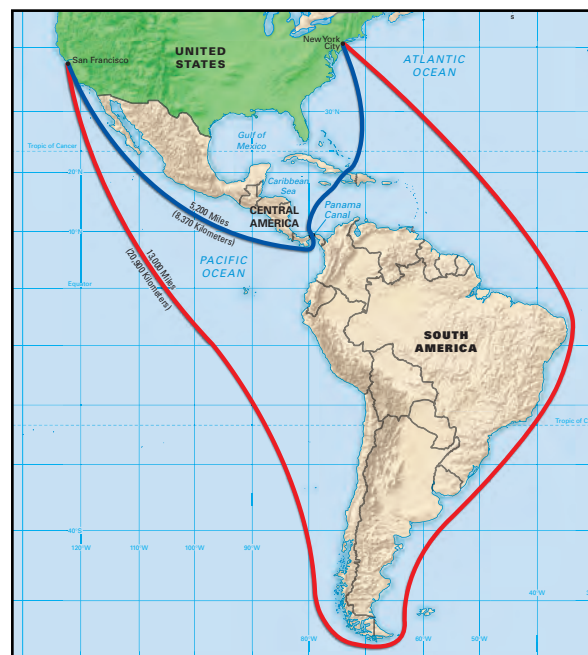 s
New York
City
ATLANTIC
OCEAN
UNITED
STATES
San Francisco
30°N
Gulf of
Mexico
Tropic of Cancer
20°N
Caribbean
Sea
5,200 Miles
(8,370 Kilometers)
CENTRAL
AMERICA
Panama
Canal
10°N
PACIFIC
OCEAN
13,000 Miles
(20,900 Kilometers)
Equator
SOUTH
AMERICA
Tropic of C
40°S
120°W
110°W
100°W
90°W
40°W
30
80°W
60°W
50°W